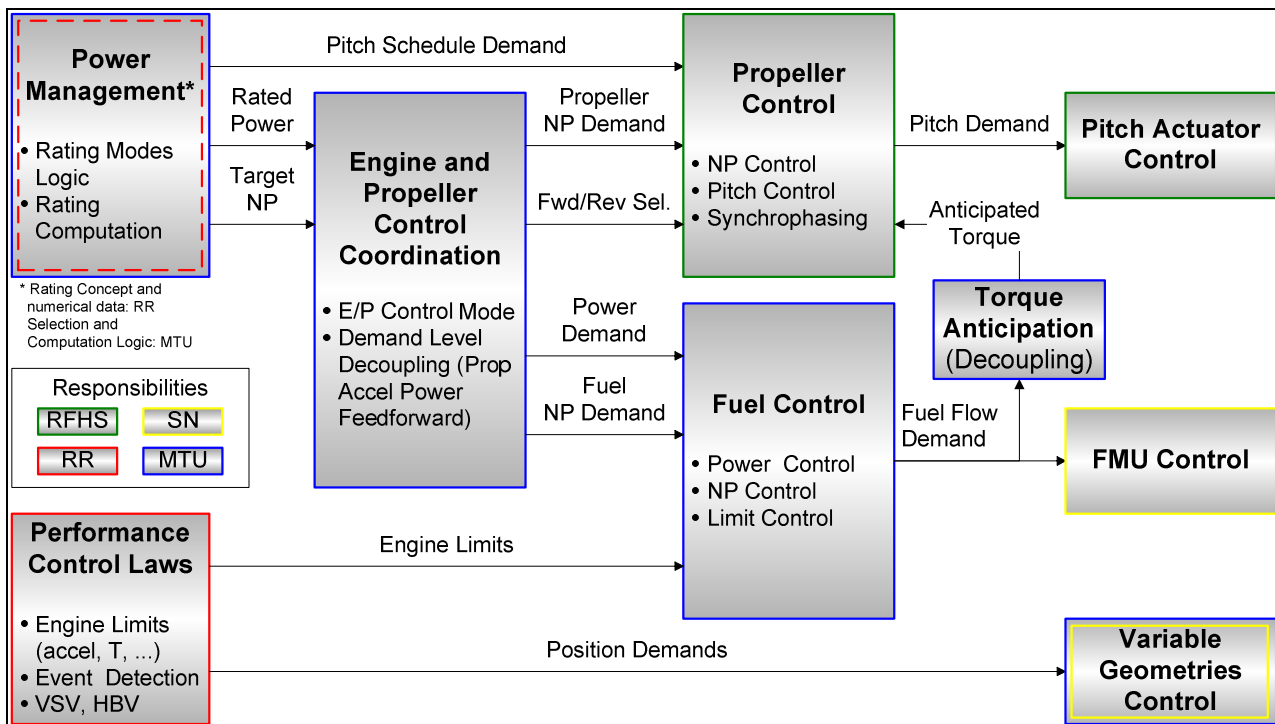 Power
Management*
• Rating Modes
Logic
• Rating
Computation
* Rating Concept and
numerical data: RR
Selection and
Computation Logic: MTU
Responsibilities
RFHS
SN
RR
MTU
Performance
Control Laws
• Engine Limits
(accel, T, ...)
• Event Detection
• VSV, HBV
Pitch Schedule Demand
Rated
Power
Target
NP
Engine and
Propeller
Control
Coordination
• E/P Control Mode
• Demand Level
Decoupling (Prop
Accel Power
Feedforward)
Propeller
NP Demand
Fwd/Rev Sel.
Power
Demand
Fuel
NP Demand
Engine Limits
Position Demands
Propeller
Control
• NP Control
• Pitch Control
• Synchrophasing
Fuel Control
• Power Control
• NP Control
• Limit Control
Pitch Demand
Anticipated
Torque
Torque
Anticipation
(Decoupling)
Fuel Flow
Demand
Pitch Actuator
Control
FMU Control
Variable
Geometries
Control